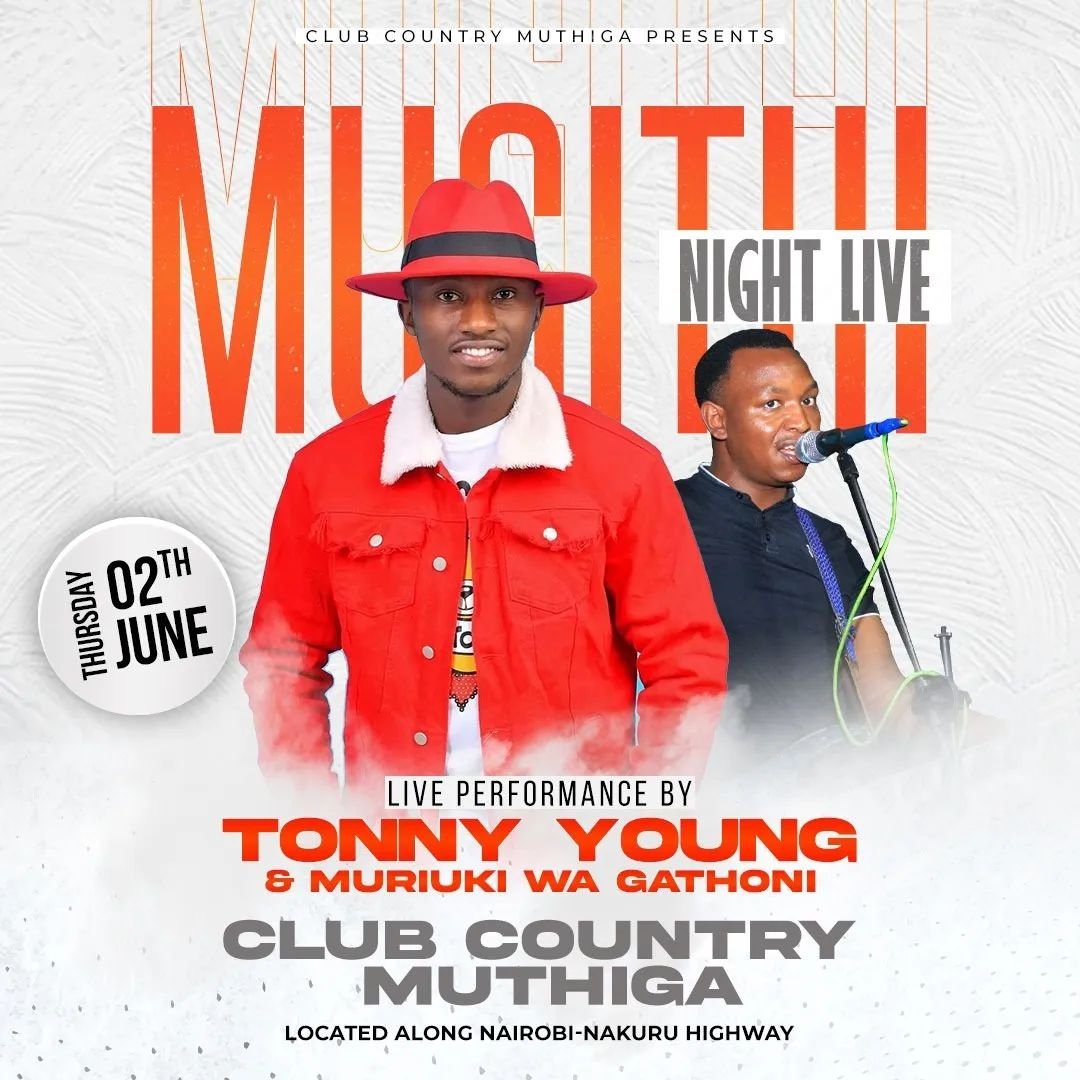 CLUB COUNTRY MUTHIGA PRESENTS
MUGITHI
NIGHT LIVE
THURSDAY
02TH
JUNE
LIVE PERFORMANCE BY
TONNY YOUNG
& MURIUKI WA GATHONI
CLUB COUNTRY
MUTHIGA
LOCATED ALONG NAIROBI-NAKURU HIGHWAY